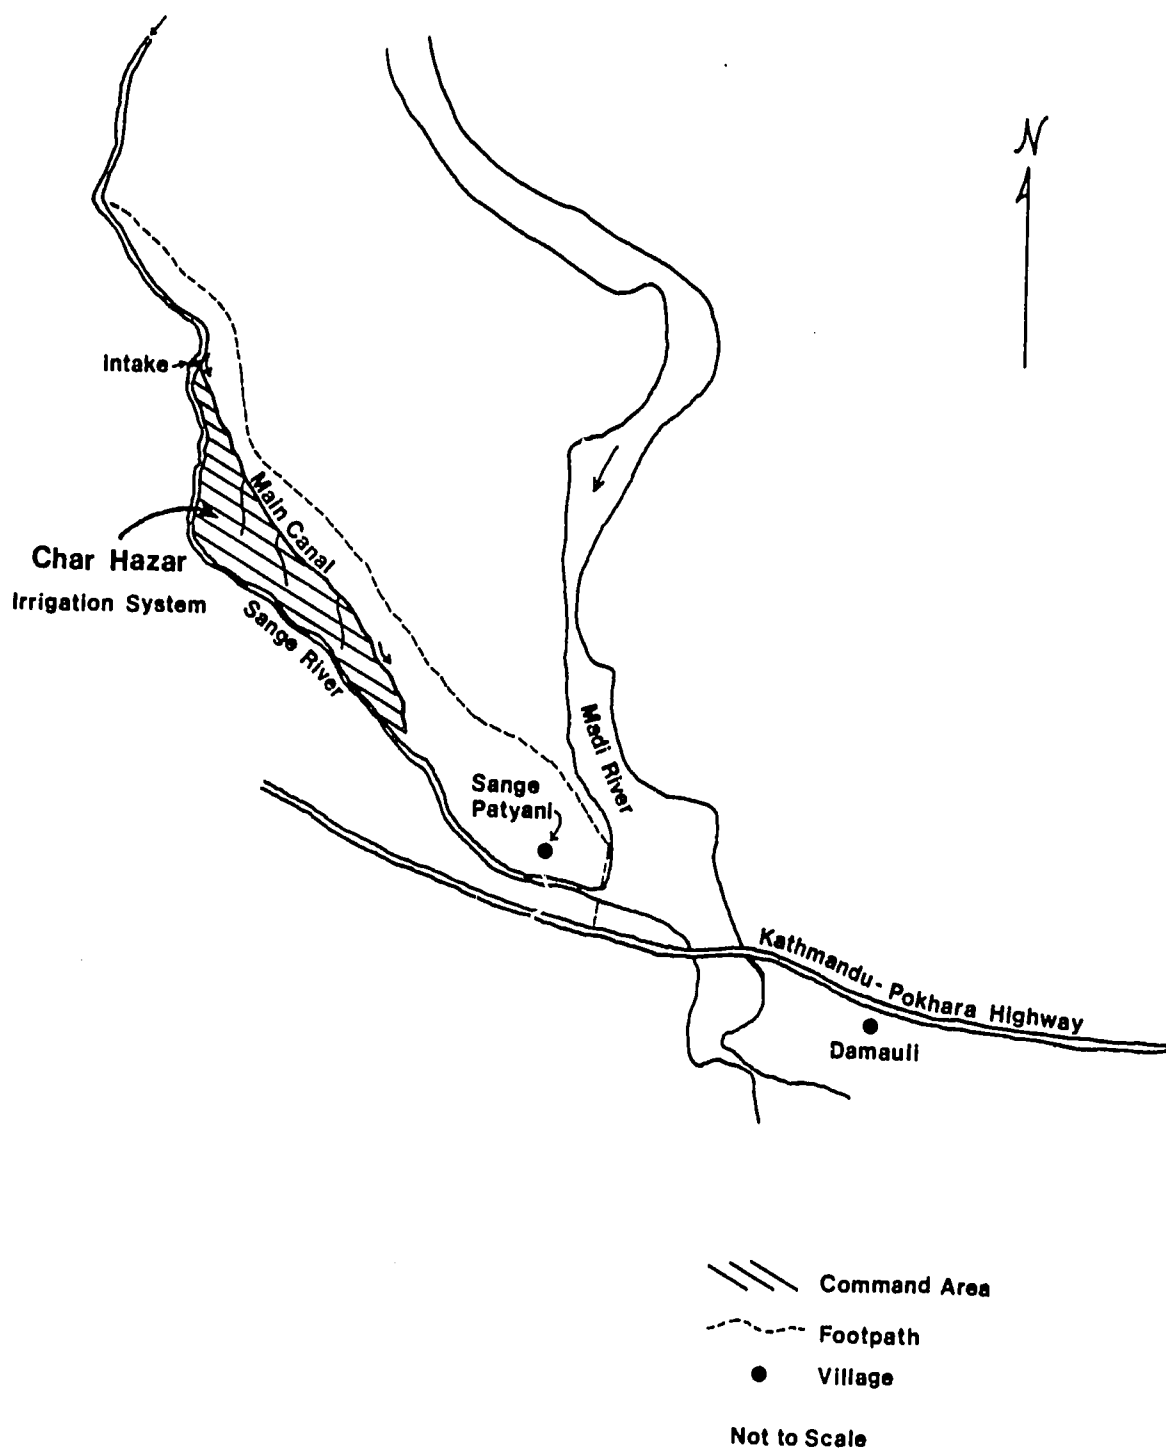 N
Intake
Main Canal
Char Hazar
Irrigation System
Sange River
Madi River
Sange
Patyani
Kathmandu - Pokhara Highway
Damauli
Command Area
Footpath
Village
Not to Scale